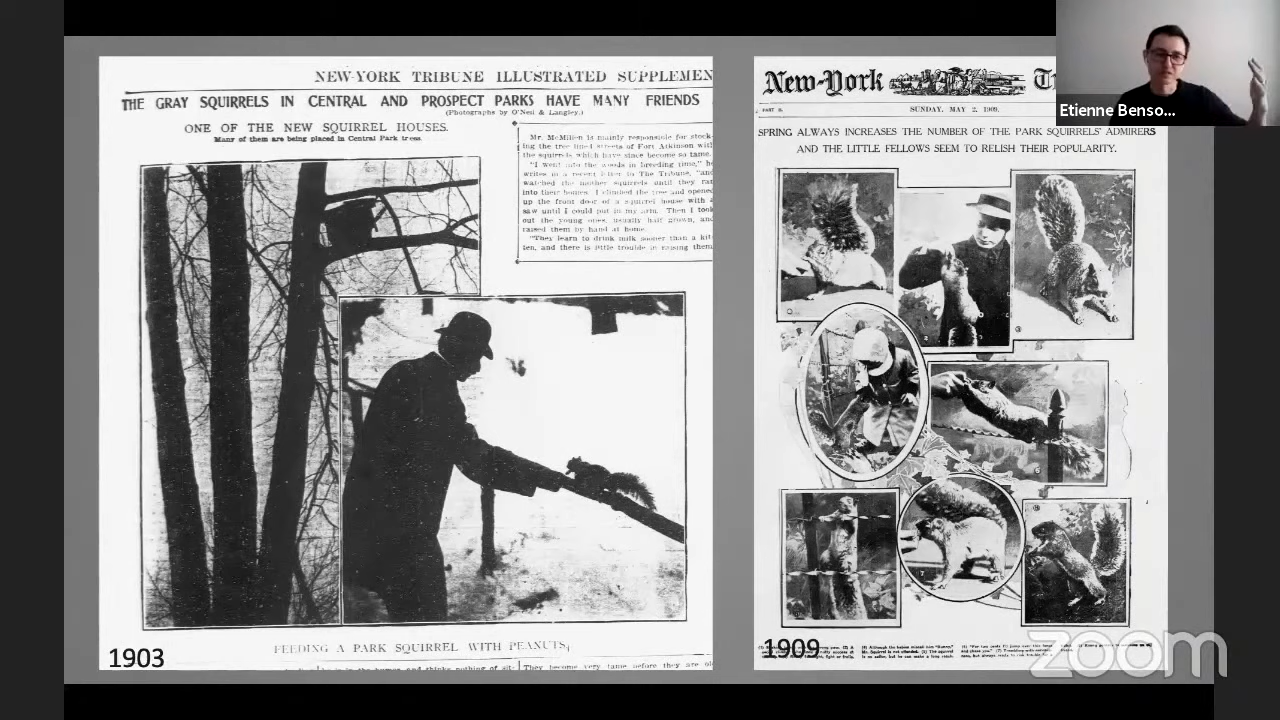 NEW-YORK TRIBUNE ILLUSTRATED SUPPLEMEN
THE GRAY SQUIRRELS IN CENTRAL AND PROSPECT PARKS HAVE MANY FRIENDS
(Photographs by O'Neil & Langley.)
ONE OF THE NEW SQUIRREL HOUSES.
Many of them are being placed in Central Park trees.
Mr. McMillen is mainly responsible for stock-
ing the tree lined streets of Fort Atkinson with
the squirrels which have since become so tame.
"I went into the woods in breeding time," he
writes in a recent letter to The Tribune, "and
watched the mother squirrels until they ran
into their homes. I climbed the tree and opened
up the front door of a squirrel house with a
saw until I could put in my arm. Then I took
out the young ones, usually half grown, and
raised them by hand at home.
"They learn to drink milk sooner than a kit-
ten, and there is little trouble in raising them
FEEDING A PARK SQUIRREL WITH PEANUTS.
and thinks nothing of
They become very tame before they are
1903
New-York Tr
PART
SUNDAY, MAY 2, 1909.
SPRING ALWAYS INCREASES THE NUMBER OF THE PARK SQUIRRELS' ADMIRERS
AND THE LITTLE FELLOWS SEEM TO RELISH THEIR POPULARITY.
1909
Etienne Benso...
zoom